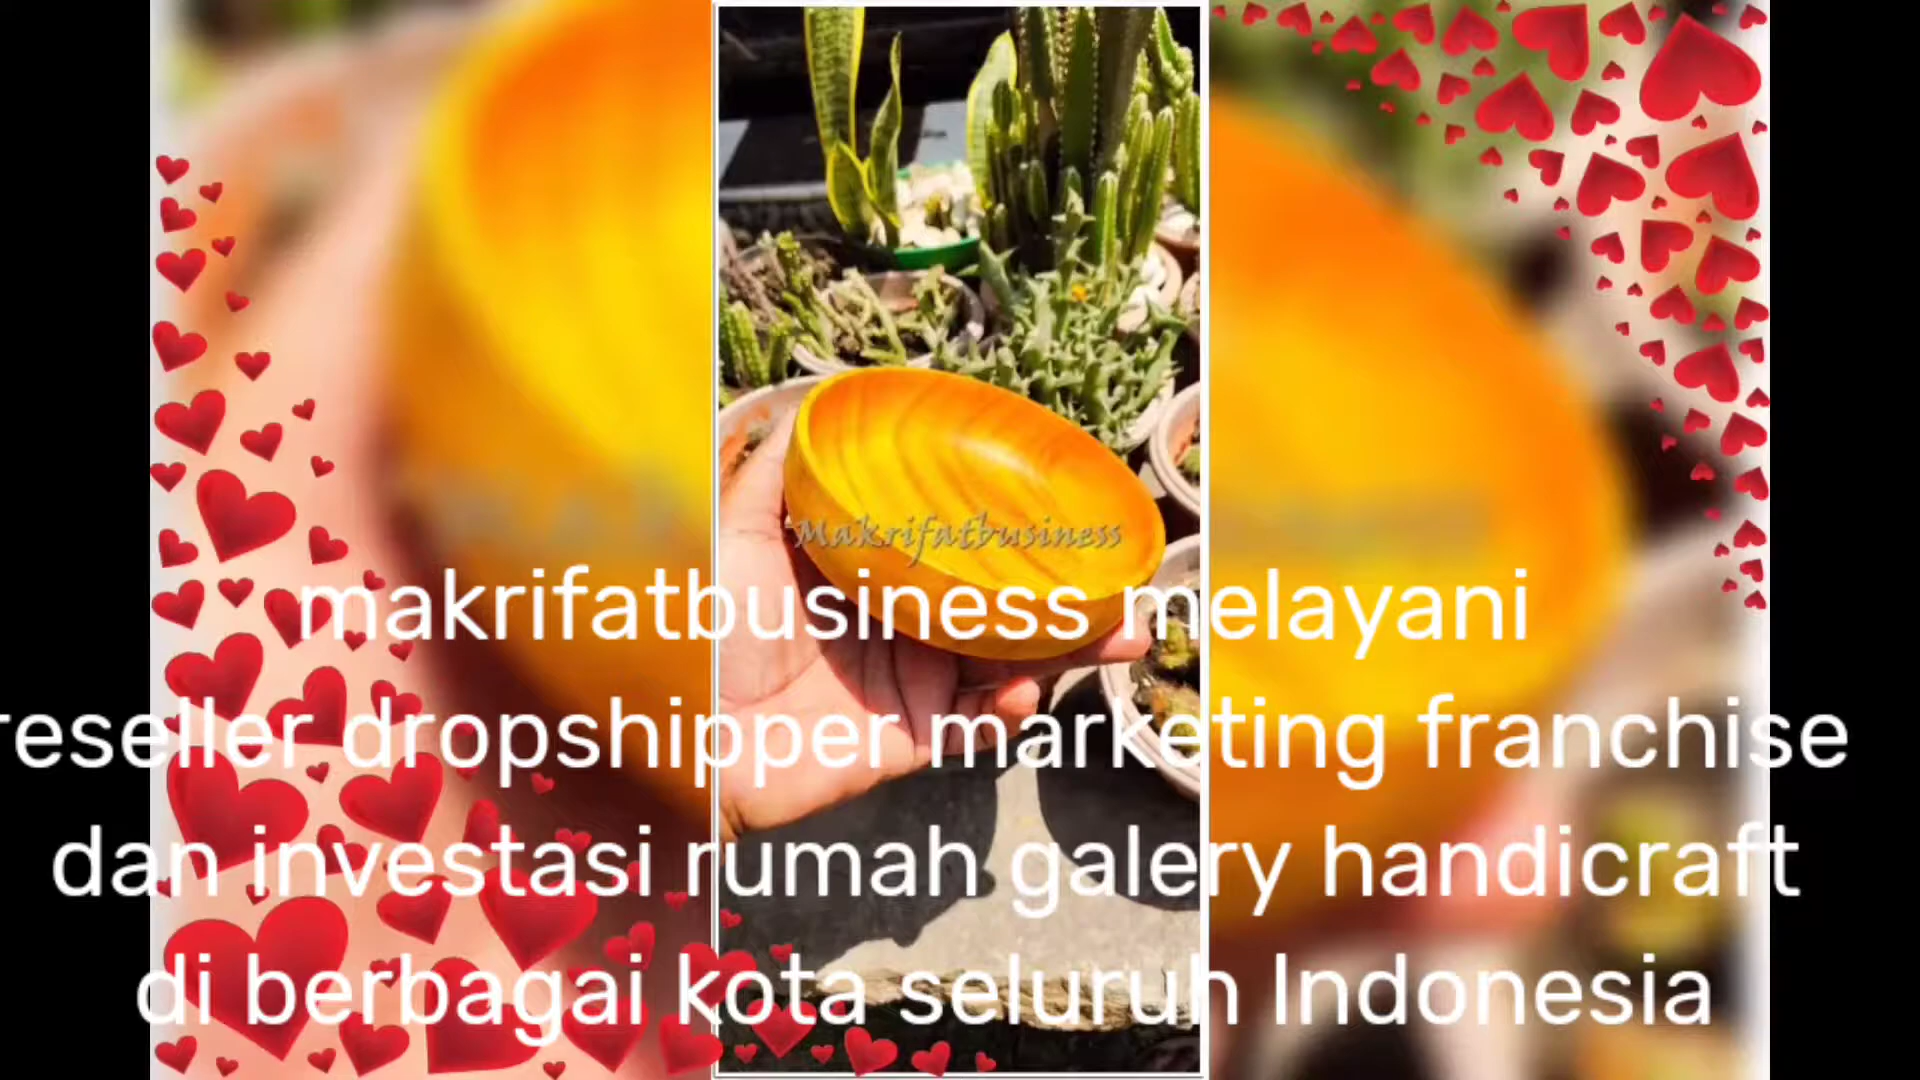 Makrifatbusiness
makrifatbusiness melayani
reseller dropshipper marketing franchise
dan investasi rumah galery handicraft
di berbagai kota seluruh Indonesia